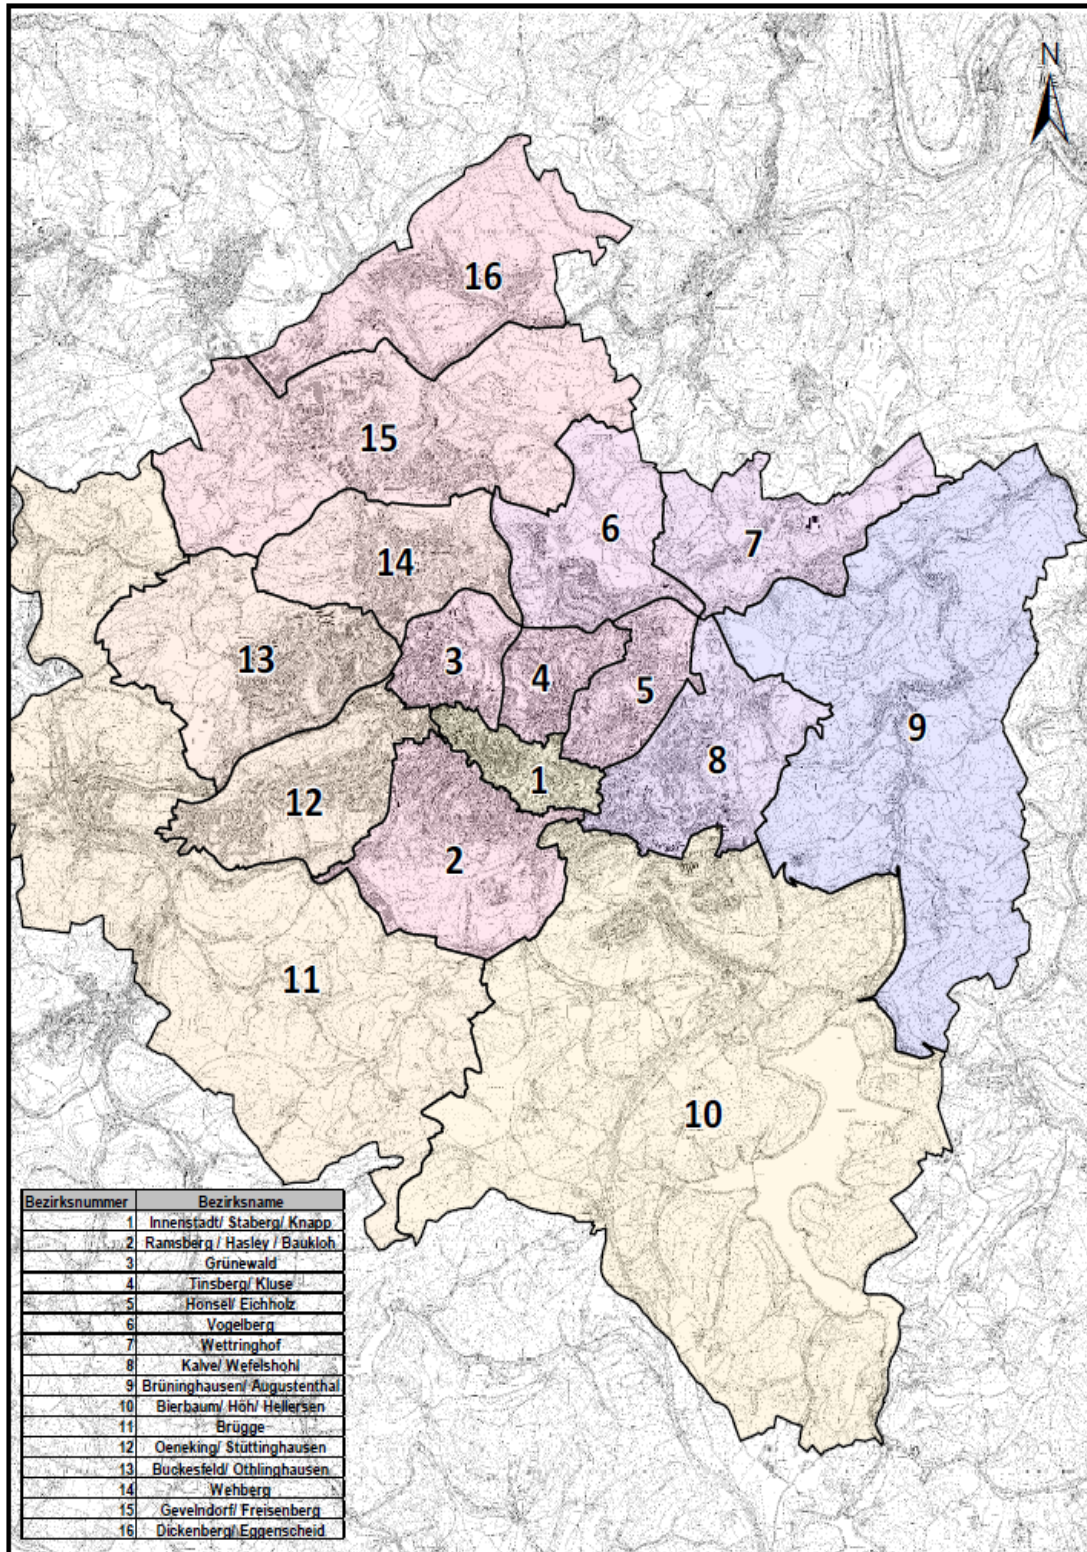 N
16
15
6
7
14
13
3
4
5
9
8
1
12
2
11
10
Bezirksnummer Bezirksname
1 Innenstadt/ Staberg/ Knapp
2 Ramsberg / Hasley / Baukloh
3 Grünewald
4 Tinsberg/ Kluse
5 Honsel/ Eichholz
6 Vogelberg
7 Wettringhof
8 Kalve/ Wefelshohl
9 Brüninghausen/ Augustenthal
10 Bierbaum/ Höh/ Hellersen
11 Brügge
12 Oeneking/ Stüttinghausen
13 Buckesfeld/ Othlinghausen
14 Wehberg
15 Gevelndorf/ Freisenberg
16 Dickenberg/ Eggenscheid